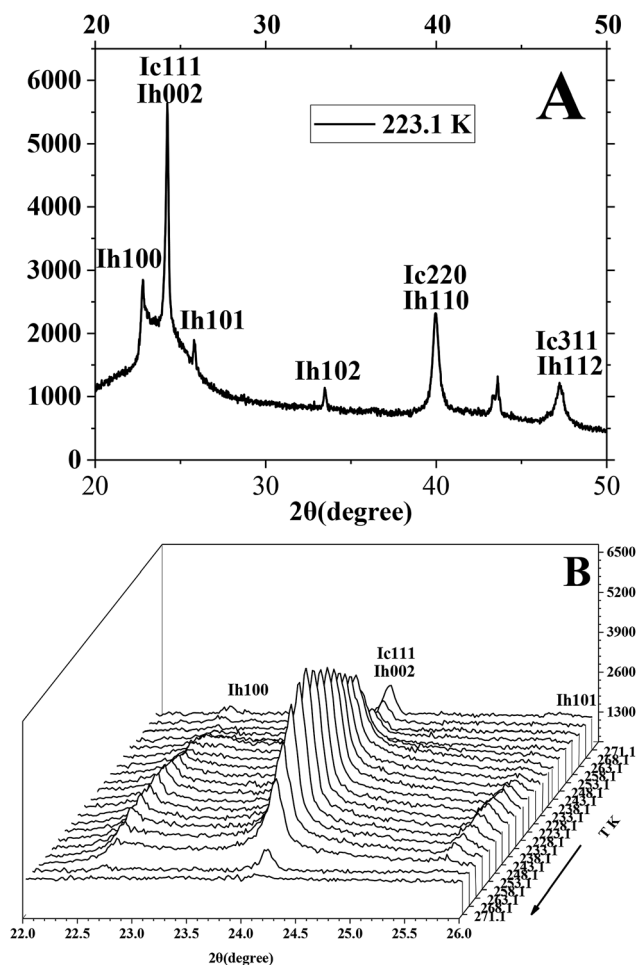 20 30 40 50
Ic111
Ih002
A
223.1 K
6000
5000
4000
3000
2000
1000
0
Ih100
Ih101
Ih102
Ic220
Ih110
Ic311
Ih112
20 30 40 50
2θ(degree)
B
6500
5200
3900
2600
1300
Ih100
Ic111
Ih002
Ih101
271.1
268.1
263.1
258.1
253.1
248.1
243.1
238.1
233.1
228.1
223.1
228.1
233.1
238.1
243.1
248.1
253.1
258.1
263.1
268.1
271.1
T K
22.0 22.5 23.0 23.5 24.0 24.5 25.0 25.5 26.0
2θ(degree)